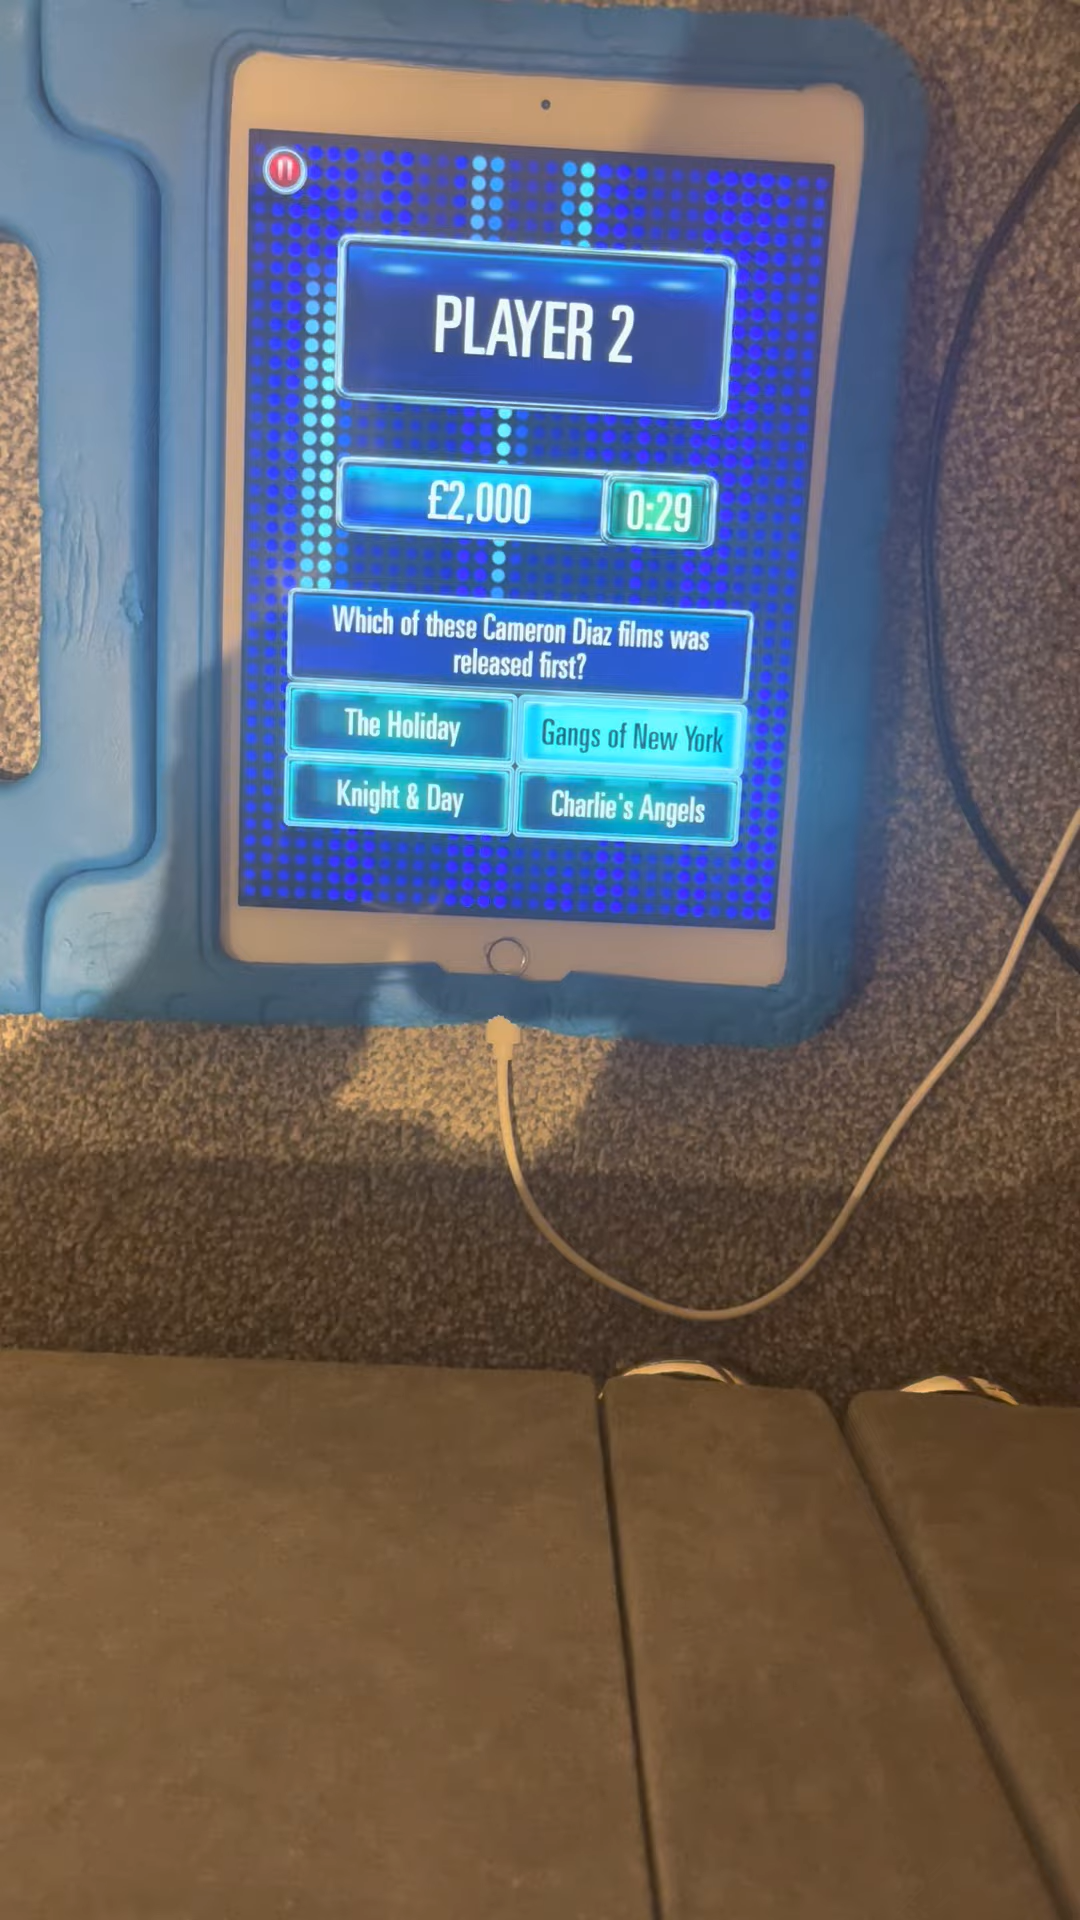 PLAYER 2
£2,000
0:29
Which of these Cameron Diaz films was
released first?
The Holiday
Gangs of New York
Knight & Day
Charlie's Angels